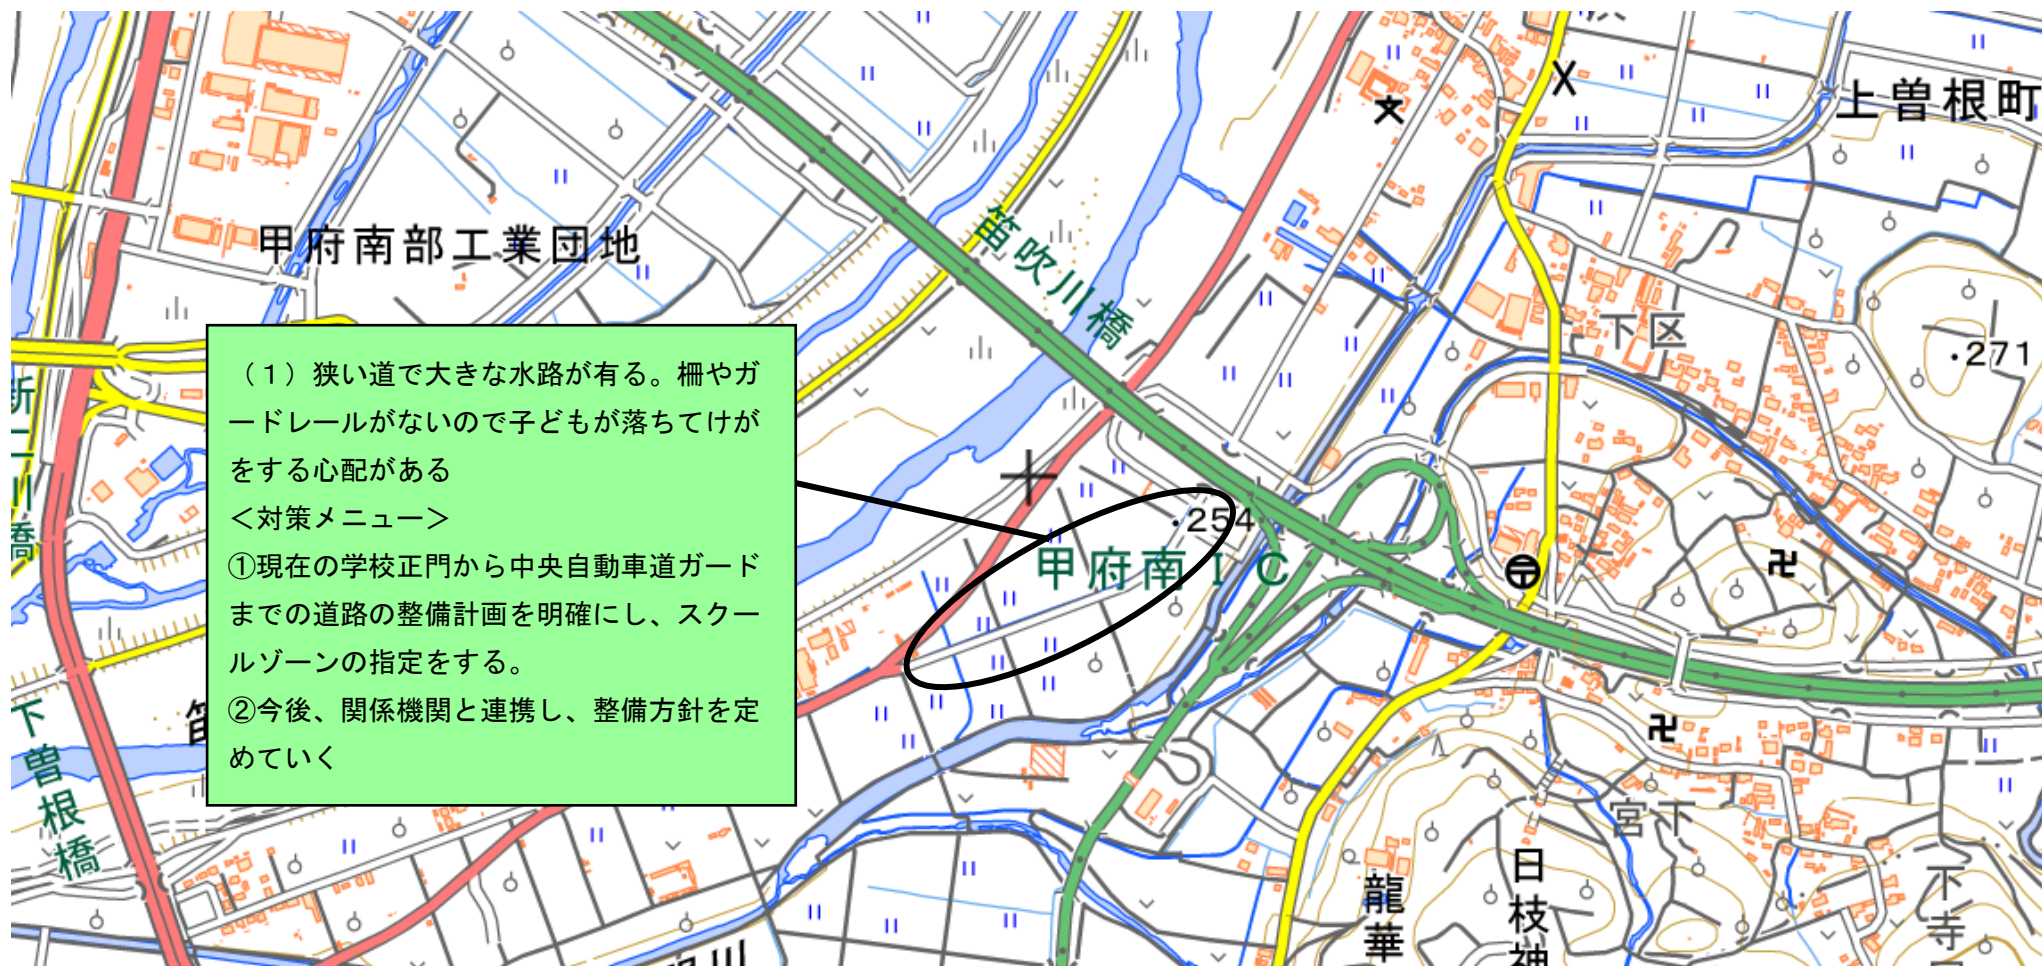 上曽根町
甲府南部工業団地
笛吹川橋
下区
271
（１）狭い道で大きな水路が有る。柵やガ
ードレールがないので子どもが落ちてけが
をする心配がある
＜対策メニュー＞
①現在の学校正門から中央自動車道ガード
までの道路の整備計画を明確にし、スクー
ルゾーンの指定をする。
②今後、関係機関と連携し、整備方針を定
めていく
254
甲府南ＩＣ
下曽根橋
宮下
龍華
日枝神
下寺